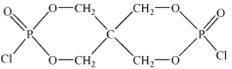 O O—CH₂ CH₂—O O
P C P
Cl O—CH₂ CH₂—O Cl